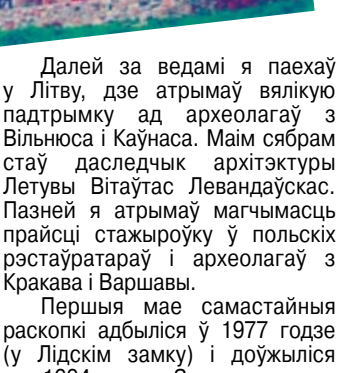 Далей за ведамі я паехаў
у Літву, дзе атрымаў вялікую
падтрымку ад археолагаў з
Вільнюса і Каўнаса. Маім сябрам
стаў даследчык архітэктуры
Летувы Вітаўтас Левандаўскас.
Пазней я атрымаў магчымасць
прайсці стажыроўку ў польскіх
рэстаўратараў і археолагаў з
Кракава і Варшавы.
Першыя мае самастайныя
раскопкі адбыліся ў 1977 годзе
(у Лідскім замку) і доўжыліся